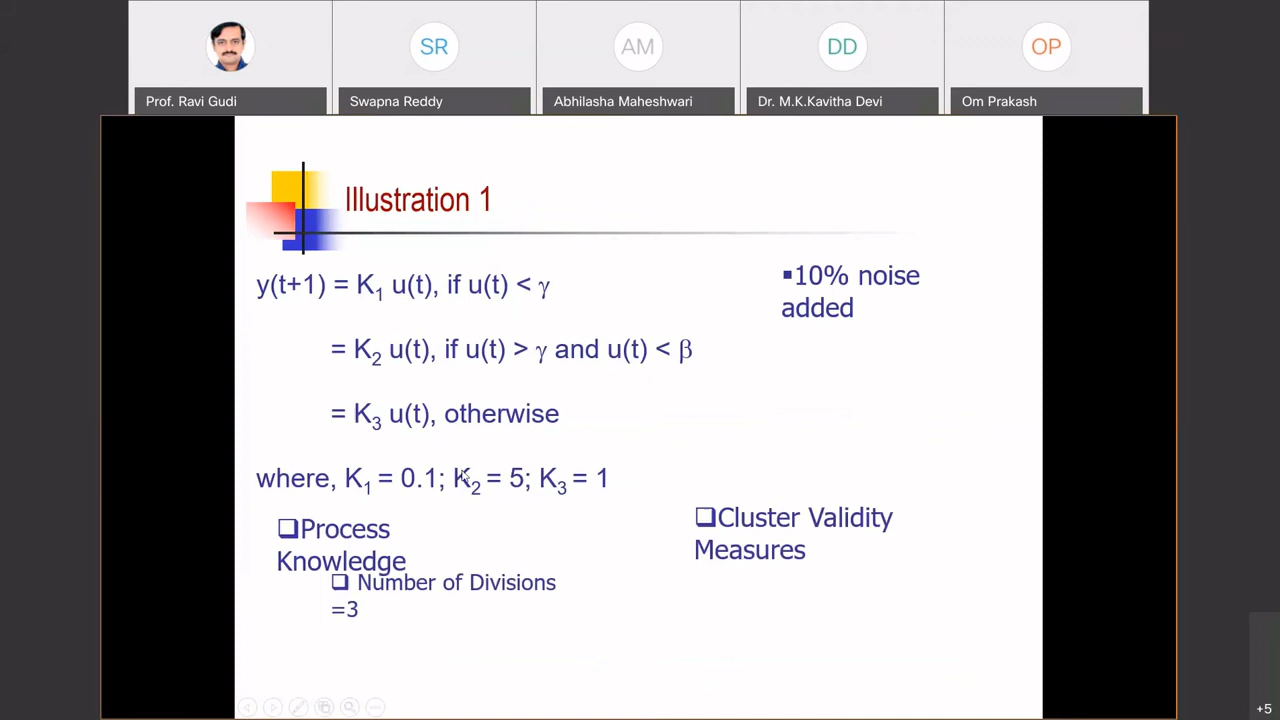 SR
AM
DD
OP
Prof. Ravi Gudi
Swapna Reddy
Abhilasha Maheshwari
Dr. M.K.Kavitha Devi
Om Prakash
Illustration 1
y(t+1) = K₁ u(t), if u(t) < γ
▪10% noise
added
= K₂ u(t), if u(t) > γ and u(t) < β
= K₃ u(t), otherwise
where, K₁ = 0.1; K₂ = 5; K₃ = 1
❑Process
Knowledge
❑Cluster Validity
Measures
❑ Number of Divisions
=3
+5